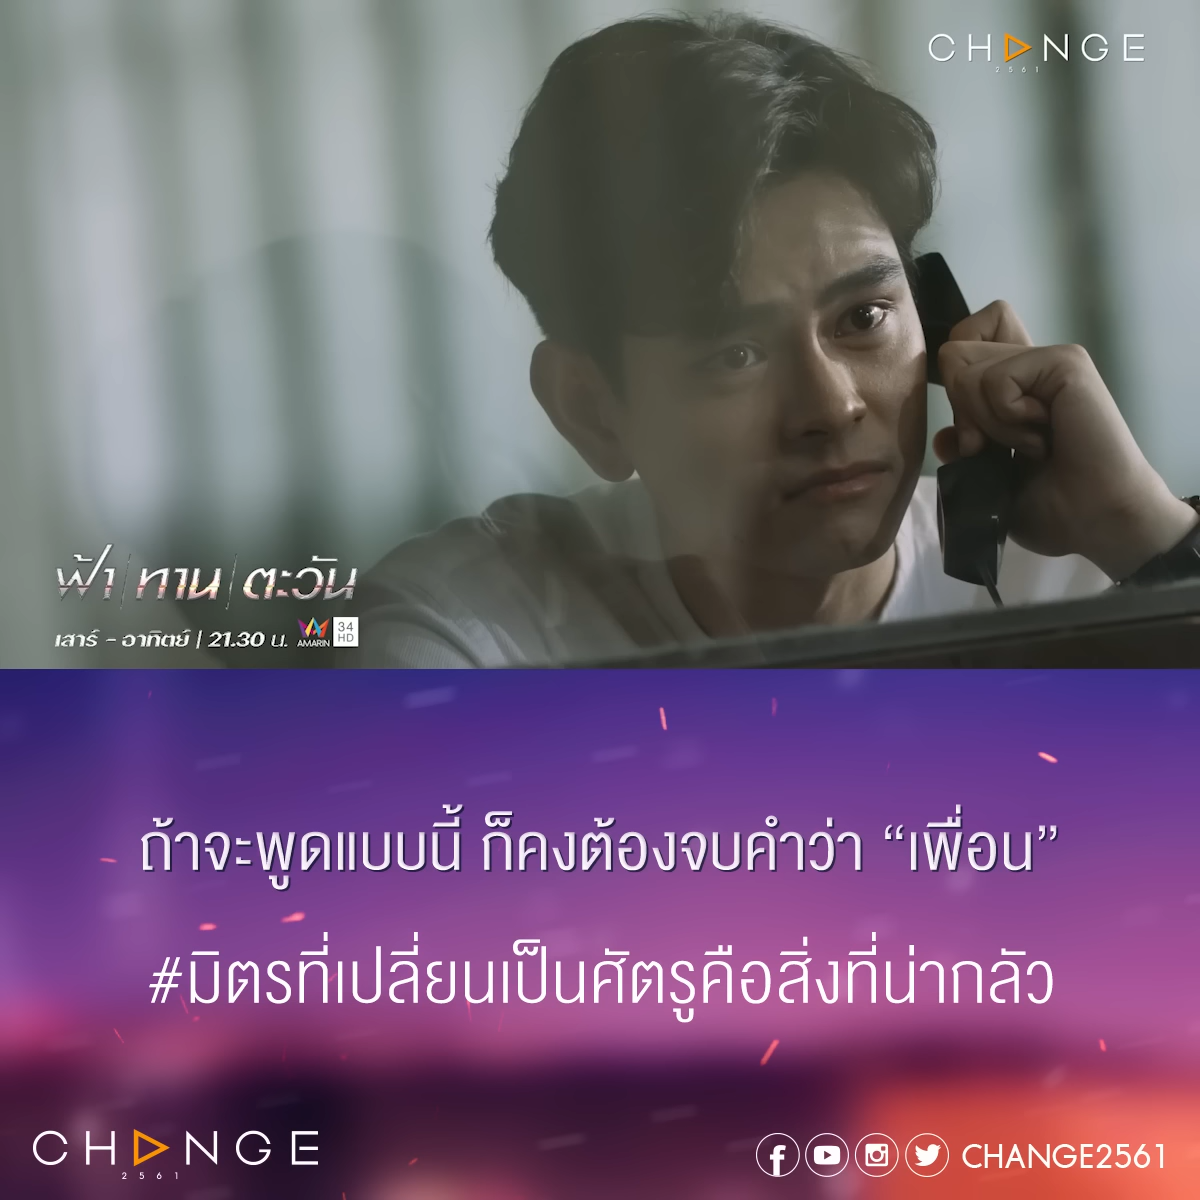 CHANGE
2561
ฟ้า|ทาน|ตะวัน
เสาร์ - อาทิตย์ | 21.30 น. AMARIN 34 HD
ถ้าจะพูดแบบนี้ ก็คงต้องจบคำว่า “เพื่อน”
#มิตรที่เปลี่ยนเป็นศัตรูคือสิ่งที่น่ากลัว
CHANGE
2561
CHANGE2561